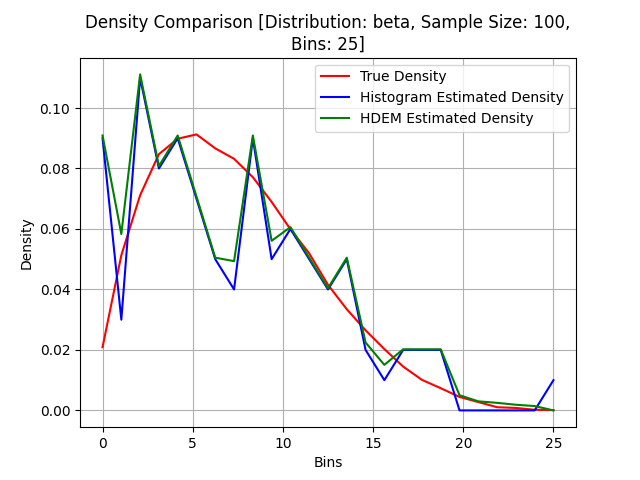 Density Comparison [Distribution: beta, Sample Size: 100,
Bins: 25]
True Density
Histogram Estimated Density
HDEM Estimated Density
Density
0.10
0.08
0.06
0.04
0.02
0.00
0 5 10 15 20 25
Bins